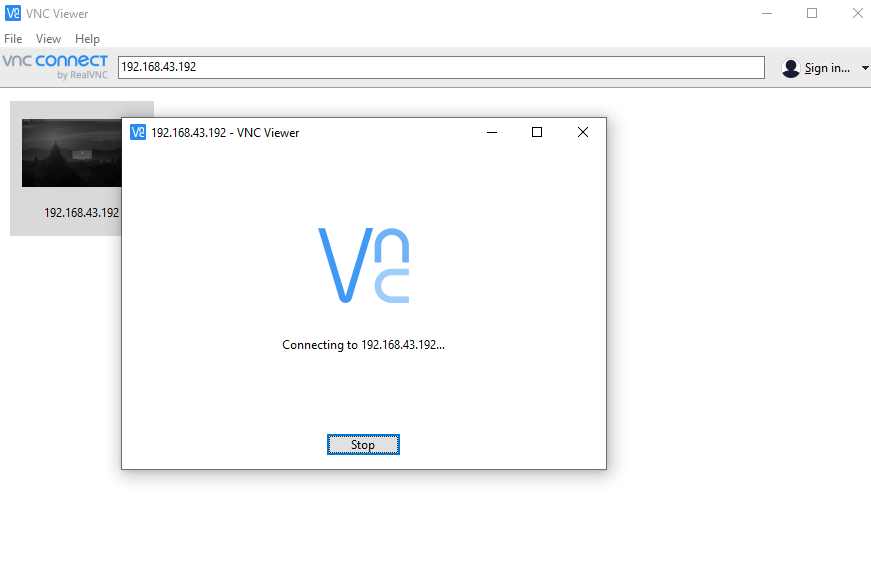 VNC Viewer
File View Help
vnc connect
by RealVNC
192.168.43.192
Sign in...
192.168.43.192
192.168.43.192 - VNC Viewer
Connecting to 192.168.43.192...
Stop